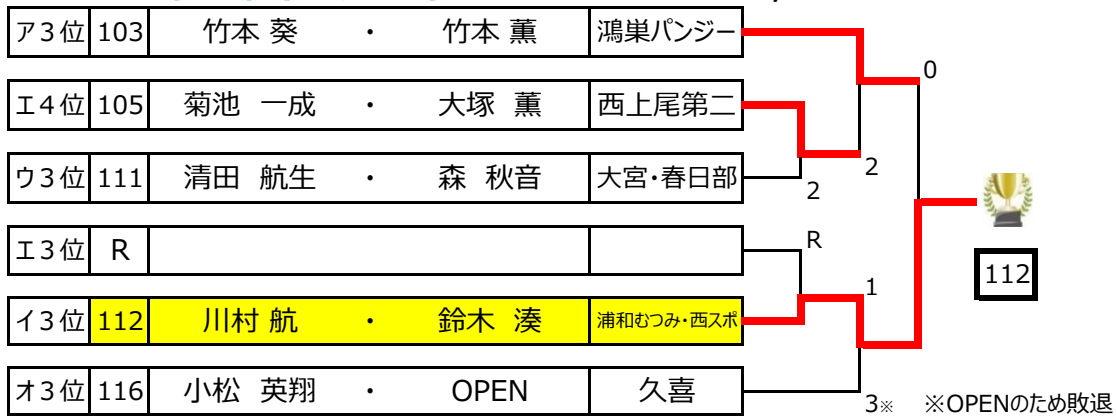 ア３位 103 竹本 葵 ・ 竹本 薫 鴻巣パンジー
0
エ４位 105 菊池 一成 ・ 大塚 薫 西上尾第二
2
ウ３位 111 清田 航生 ・ 森 秋音 大宮・春日部
2
エ３位 R
R
112
1
イ３位 112 川村 航 ・ 鈴木 湊 浦和むつみ・西スポ
オ３位 116 小松 英翔 ・ OPEN 久喜
3※ ※OPENのため敗退